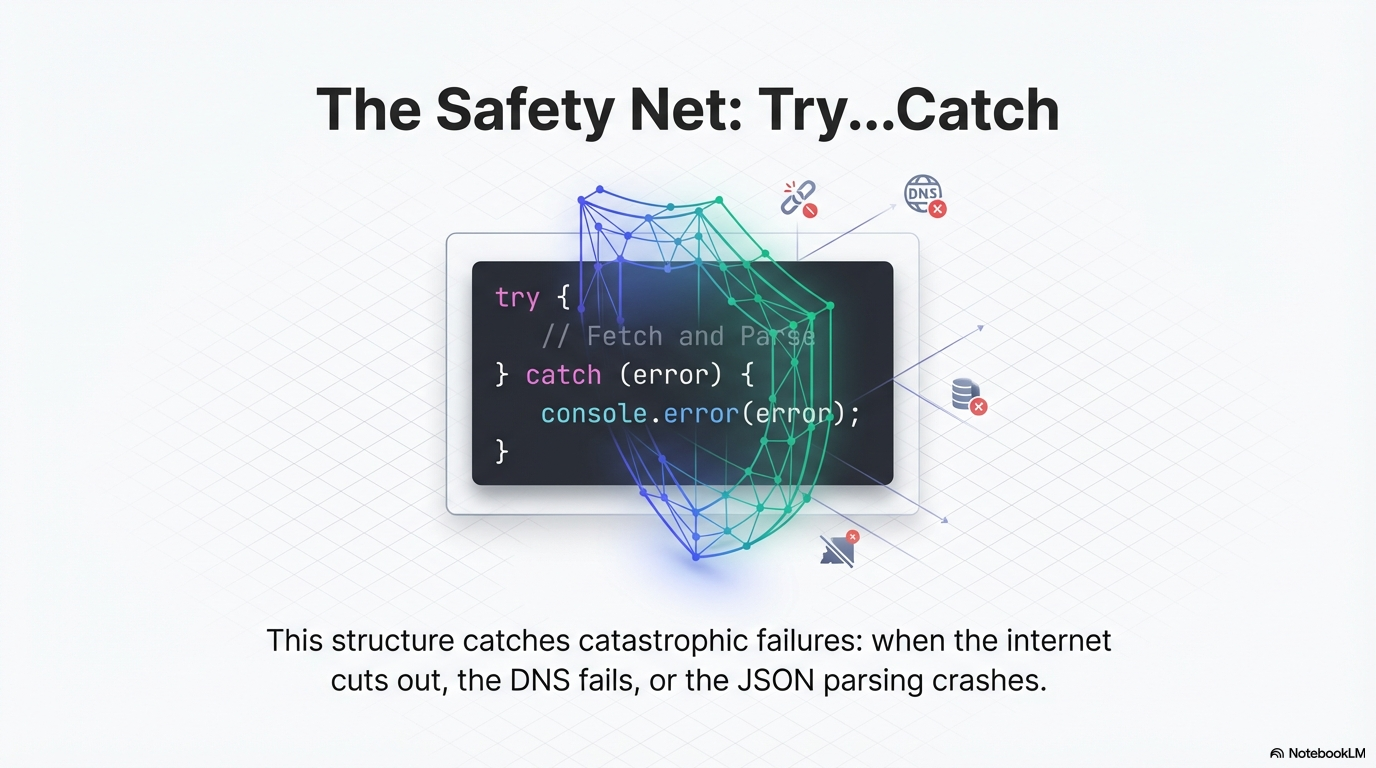 The Safety Net: Try...Catch
DNS
try {
// Fetch and Parse
} catch (error) {
console.error(error);
}
This structure catches catastrophic failures: when the internet
cuts out, the DNS fails, or the JSON parsing crashes.
NotebookLM